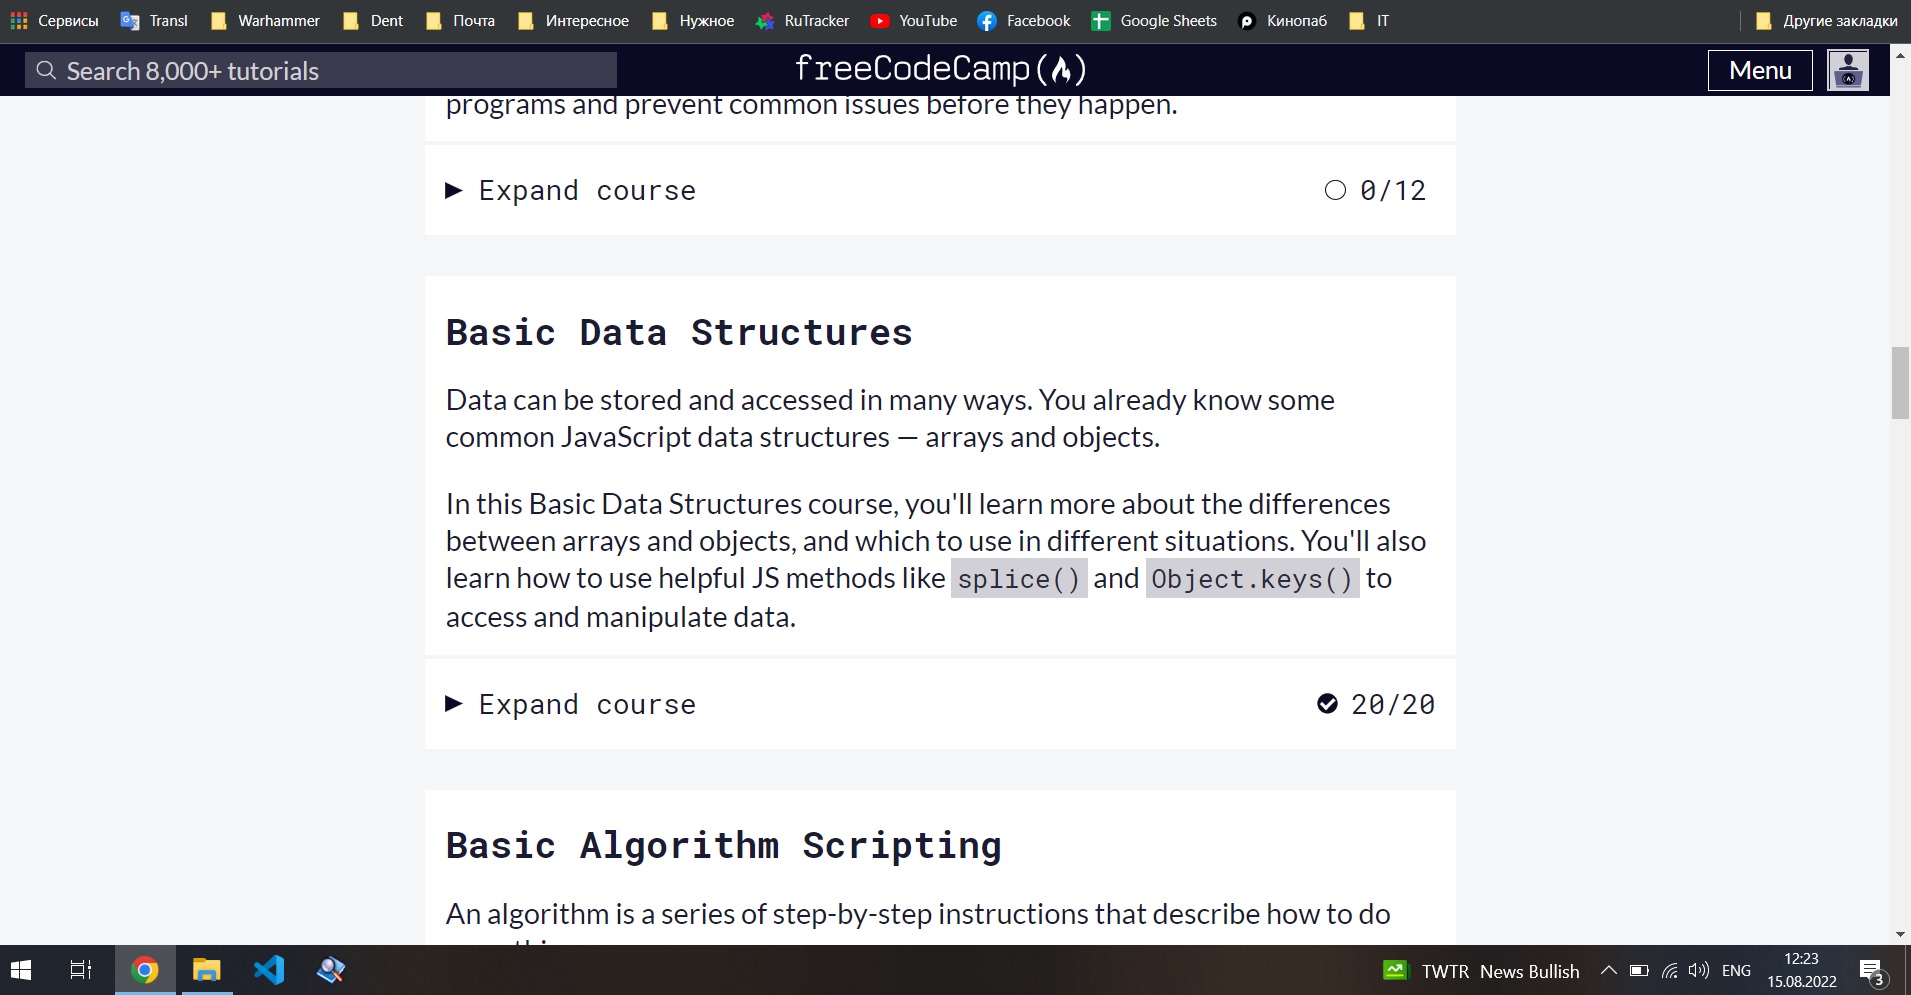 Сервисы Transl Warhammer Dent Почта Интересное Нужное RuTracker YouTube Facebook Google Sheets Кинопаб IT Другие закладки
Search 8,000+ tutorials freeCodeCamp Menu
programs and prevent common issues before they happen.
Expand course 0/12
Basic Data Structures
Data can be stored and accessed in many ways. You already know some
common JavaScript data structures — arrays and objects.
In this Basic Data Structures course, you'll learn more about the differences
between arrays and objects, and which to use in different situations. You'll also
learn how to use helpful JS methods like splice() and Object.keys() to
access and manipulate data.
Expand course 20/20
Basic Algorithm Scripting
An algorithm is a series of step-by-step instructions that describe how to do
TWTR News Bullish ENG 12:23
15.08.2022 3